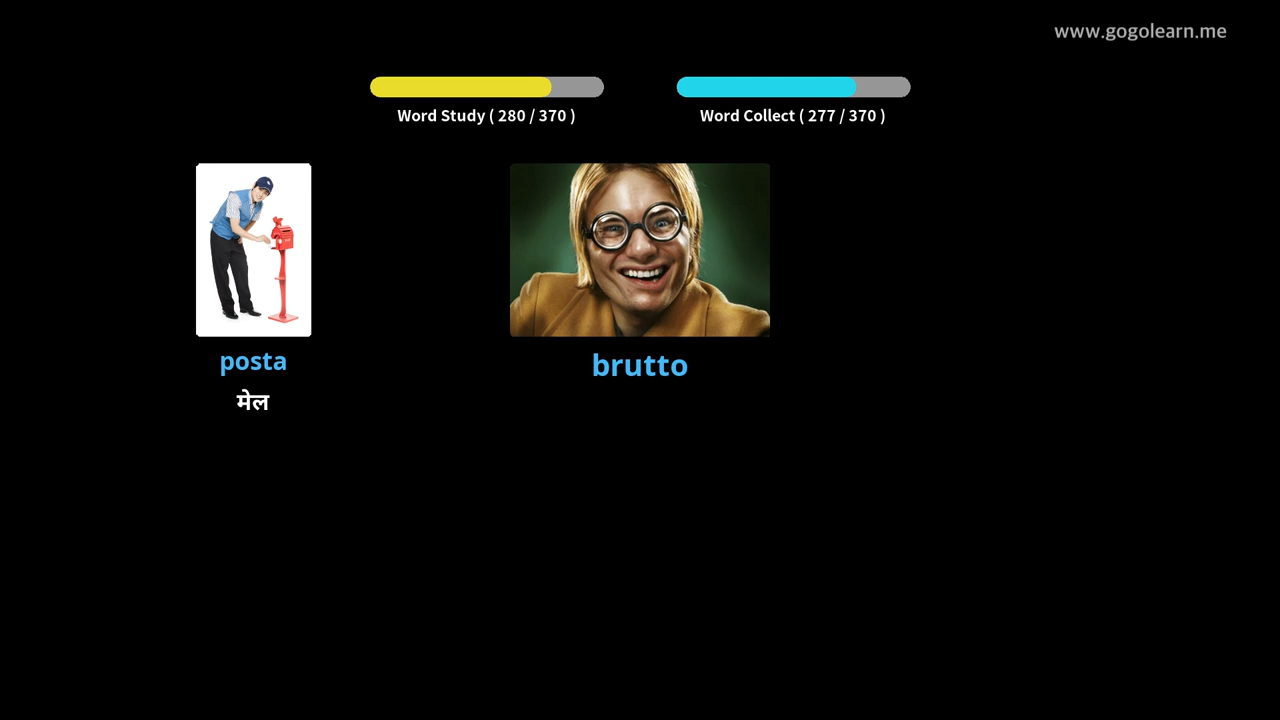 www.gogolearn.me
Word Study ( 280 / 370 )
Word Collect ( 277 / 370 )
posta
मेल
brutto